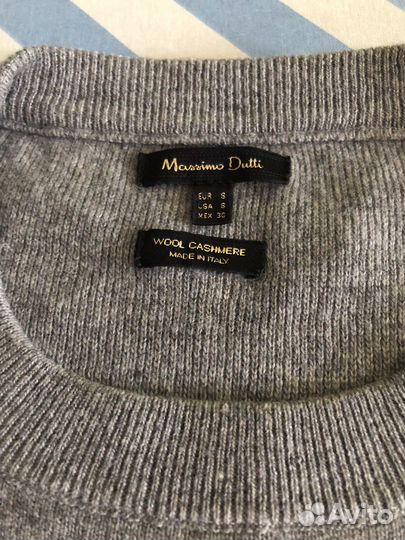 Massimo Dutti
EUR S
USA S
MEX 30
WOOL CASHMERE
MADE IN ITALY
Avito